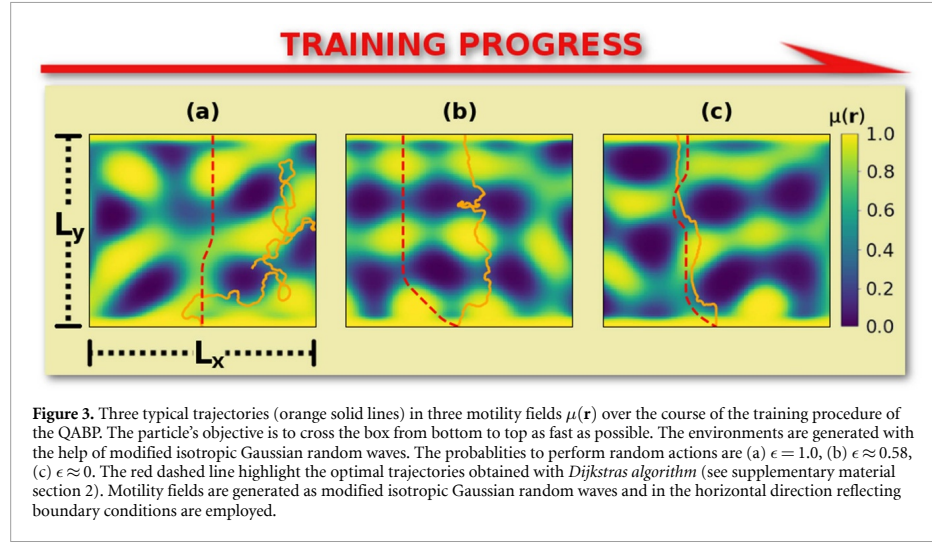 TRAINING PROGRESS
(a)
(b)
(c)
μ(r)
1.0
0.8
0.6
0.4
0.2
0.0
Ly
Lx
Figure 3. Three typical trajectories (orange solid lines) in three motility fields μ(r) over the course of the training procedure of
the QABP. The particle's objective is to cross the box from bottom to top as fast as possible. The environments are generated with
the help of modified isotropic Gaussian random waves. The probablities to perform random actions are (a) ϵ = 1.0, (b) ϵ ≈ 0.58,
(c) ϵ ≈ 0. The red dashed line highlight the optimal trajectories obtained with Dijkstras algorithm (see supplementary material
section 2). Motility fields are generated as modified isotropic Gaussian random waves and in the horizontal direction reflecting
boundary conditions are employed.